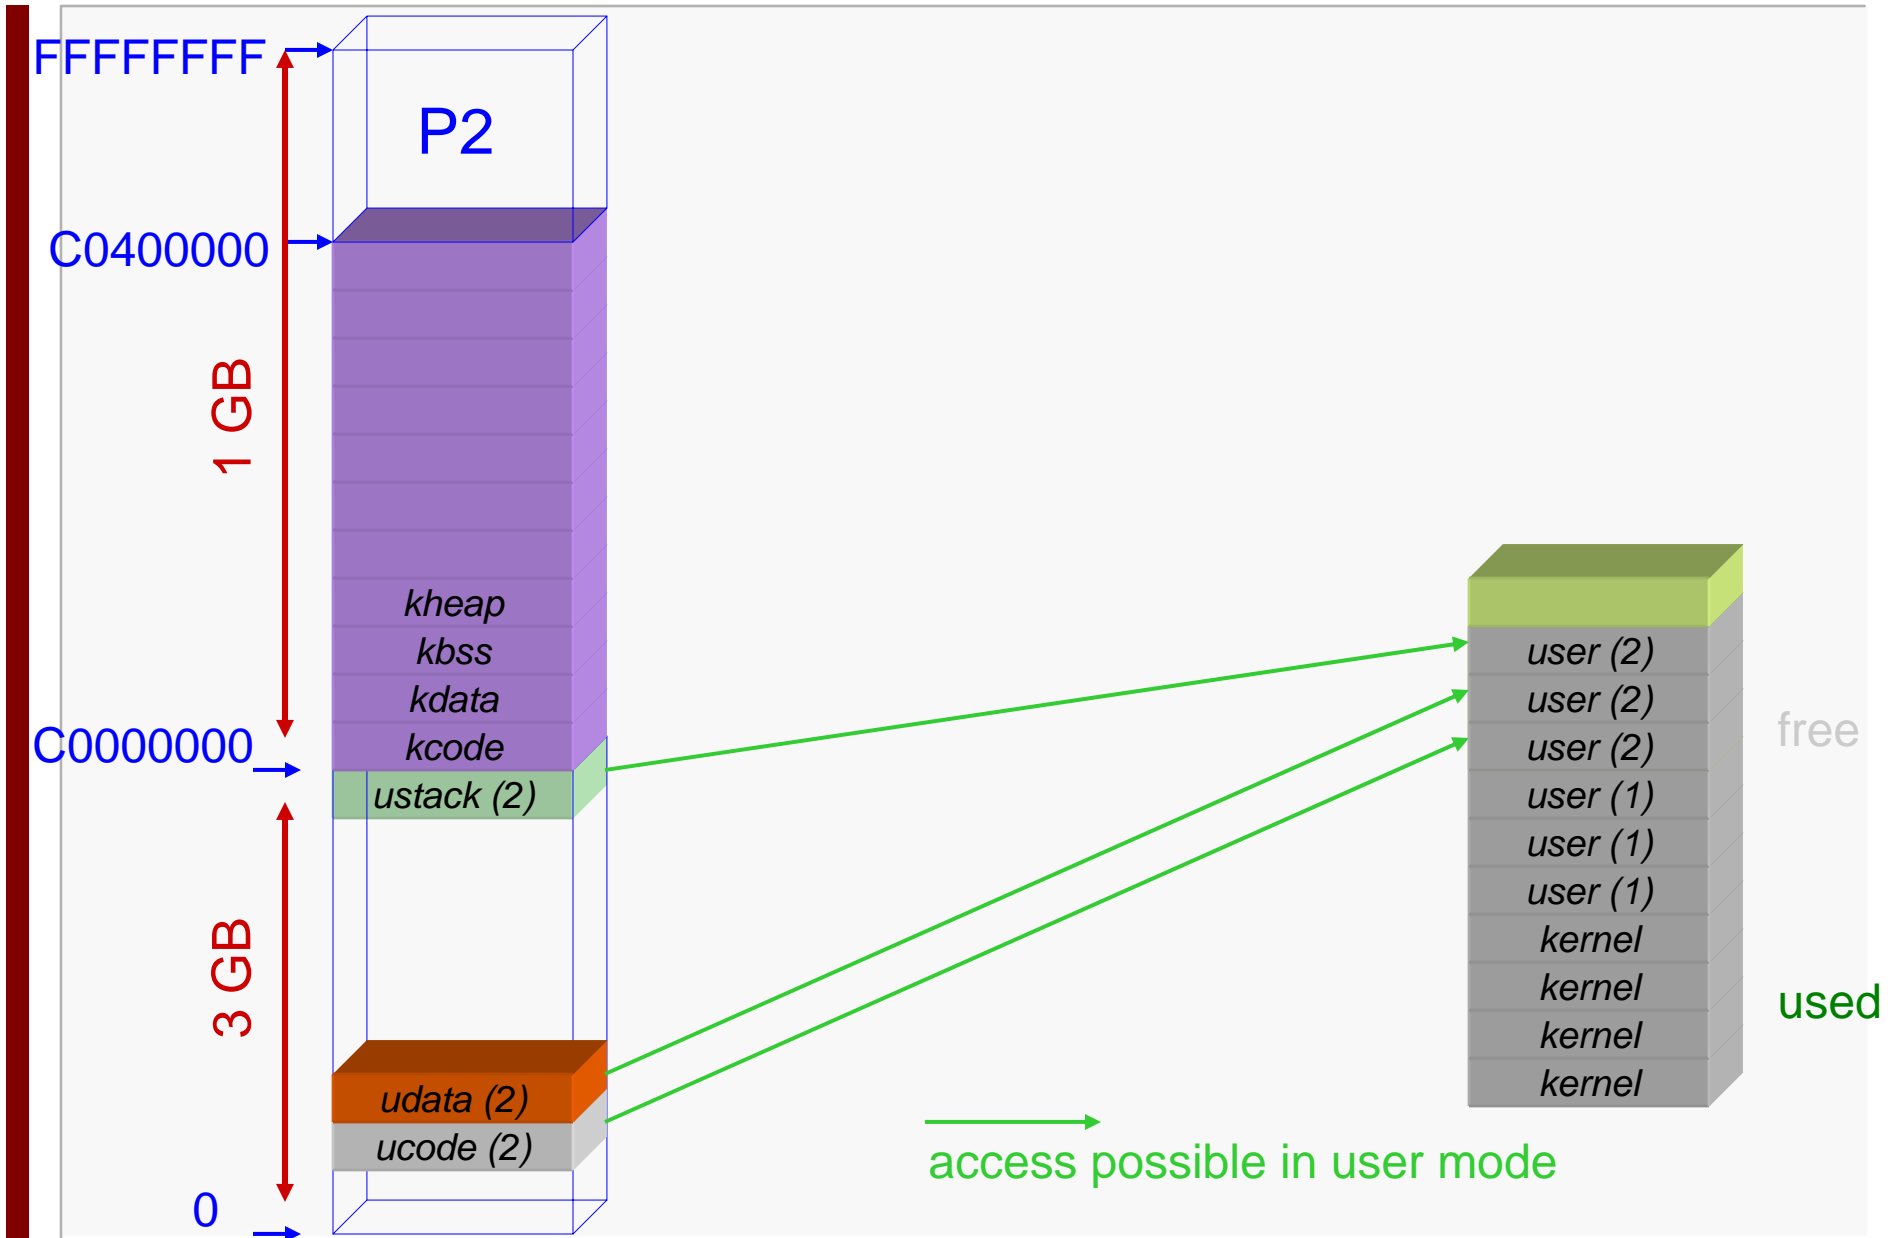 FFFFFFFF
P2
C0400000
1 GB
kheap
kbss
kdata
kcode
C0000000
ustack (2)
3 GB
udata (2)
ucode (2)
0
user (2)
user (2)
user (2)
user (1)
user (1)
user (1)
kernel
kernel
kernel
kernel
free
used
access possible in user mode